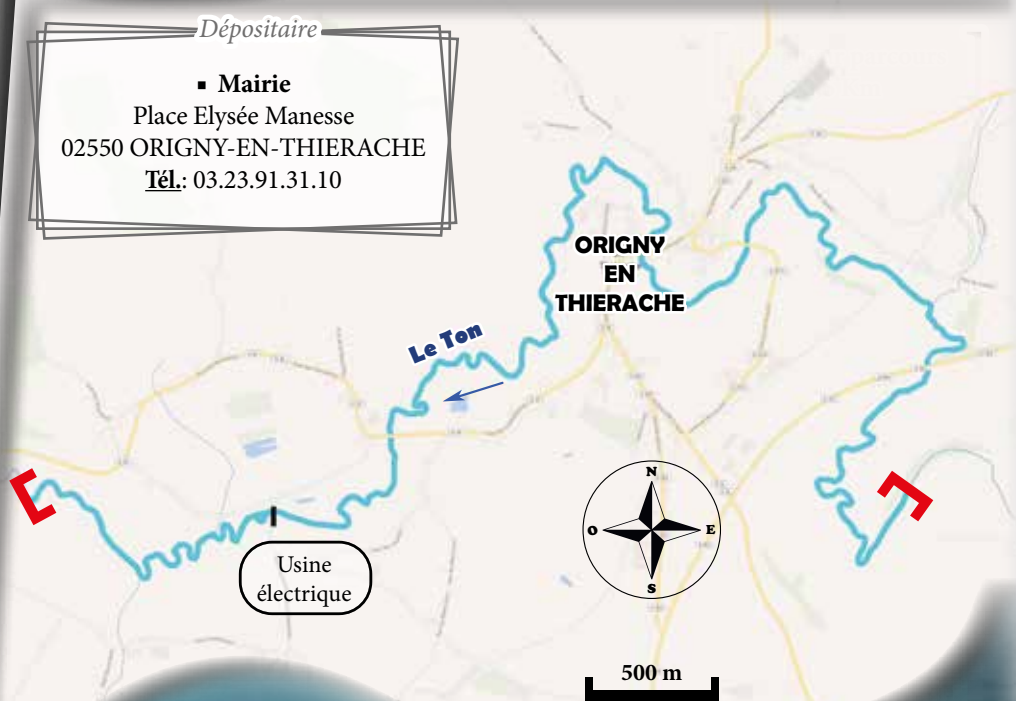 Dépositaire
▪ Mairie
Place Elysée Manesse
02550 ORIGNY-EN-THIERACHE
Tél.: 03.23.91.31.10
ORIGNY
EN
THIERACHE
Le Ton
N
O
E
S
Usine
électrique
500 m